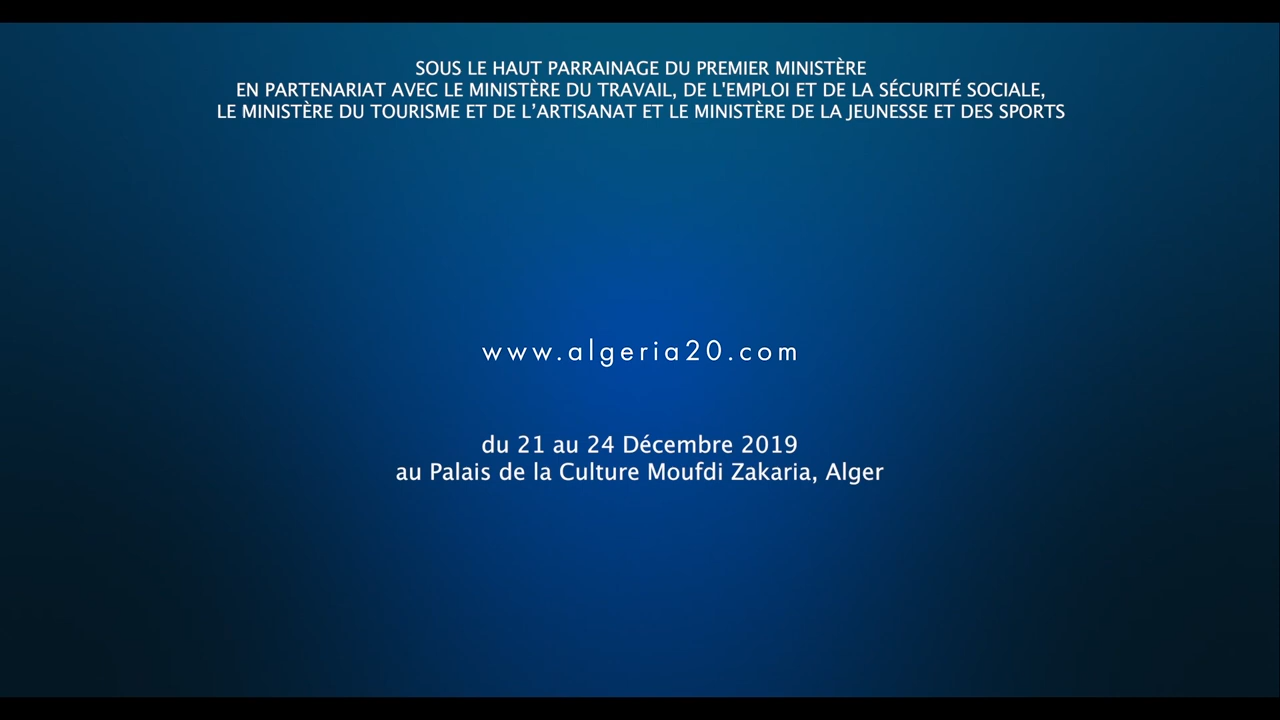 SOUS LE HAUT PARRAINAGE DU PREMIER MINISTÈRE
EN PARTENARIAT AVEC LE MINISTÈRE DU TRAVAIL, DE L'EMPLOI ET DE LA SÉCURITÉ SOCIALE,
LE MINISTÈRE DU TOURISME ET DE L’ARTISANAT ET LE MINISTÈRE DE LA JEUNESSE ET DES SPORTS
www.algeria20.com
du 21 au 24 Décembre 2019
au Palais de la Culture Moufdi Zakaria, Alger